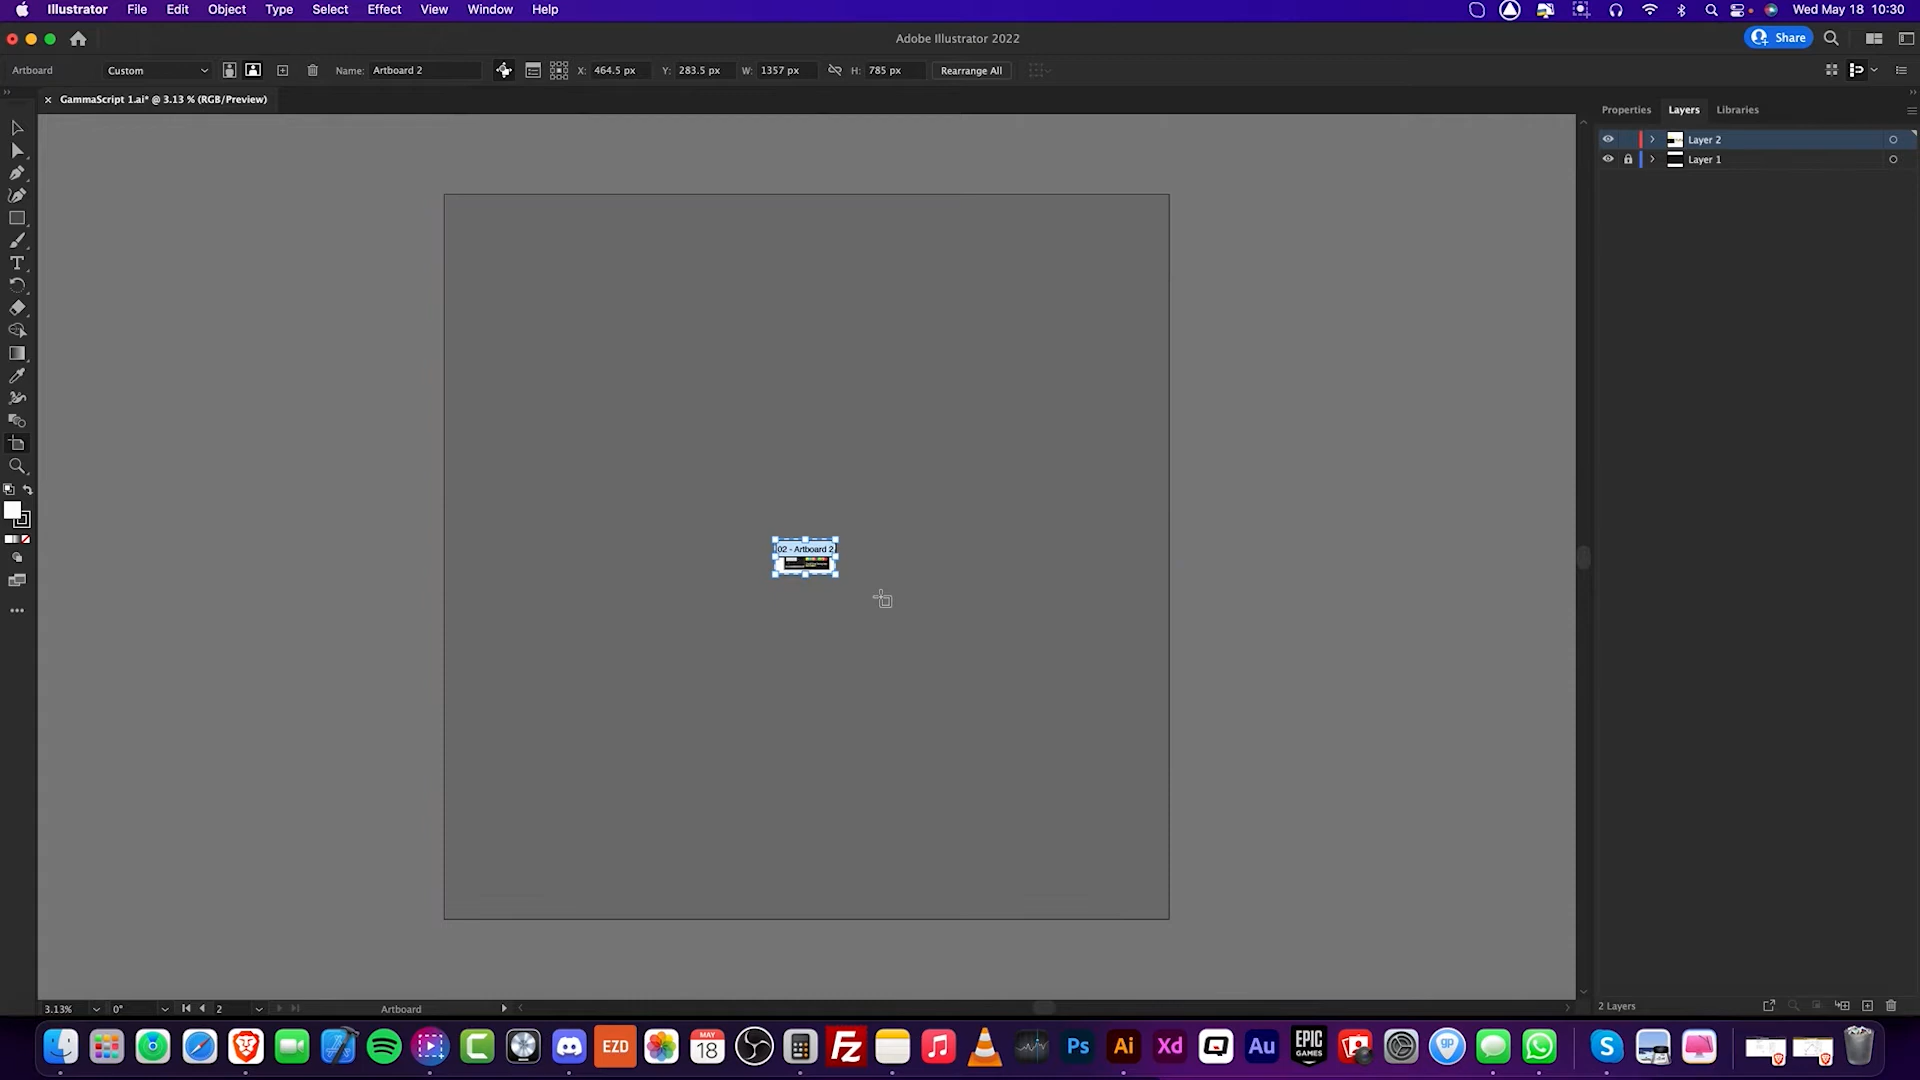 Illustrator File Edit Object Type Select Effect View Window Help
Wed May 18 10:30
Adobe Illustrator 2022
Share
Artboard Custom Name: Artboard 2 X: 464.5 px Y: 283.5 px W: 1357 px H: 785 px Rearrange All
GammaScript 1.ai* @ 3.13 % (RGB/Preview)
Properties Layers Libraries
Layer 2
Layer 1
T
02 - Artboard 2
3.13% 0° 2 Artboard
2 Layers
EZD
MAY
18
Fz
Ps
Ai
Xd
Au
EPIC
GAMES
gp